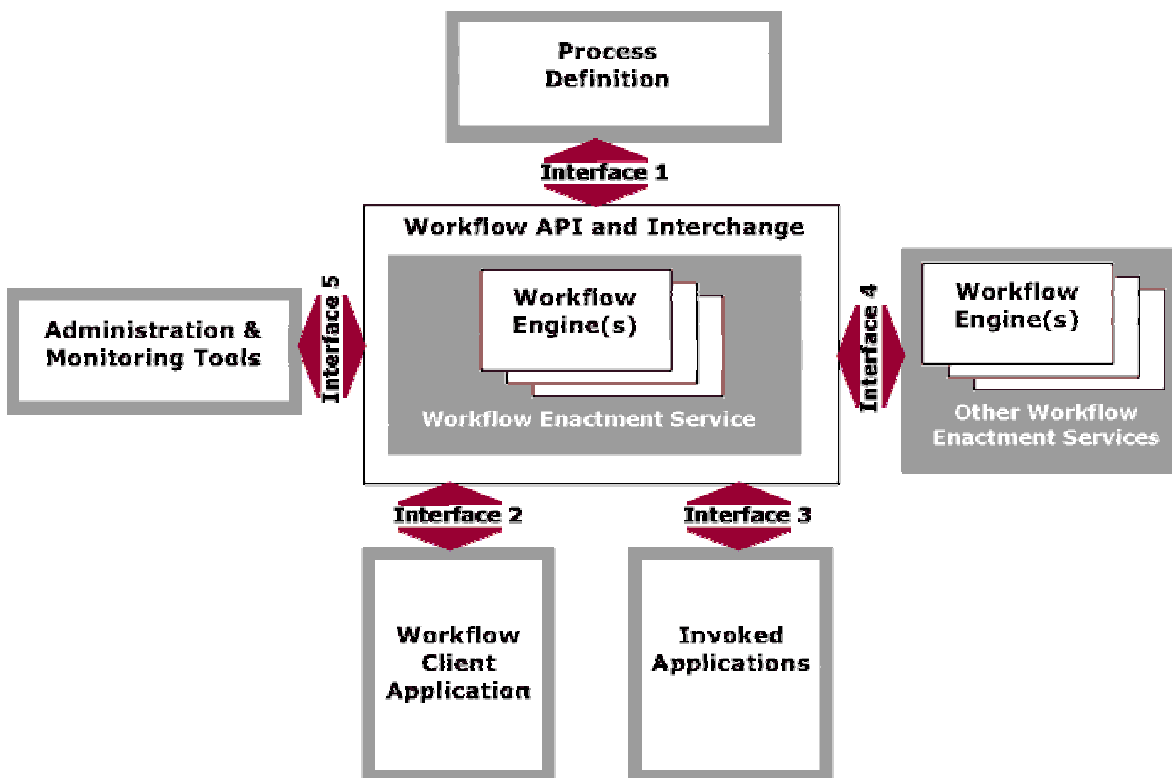 Process
Definition
Interface 1
Workflow API and Interchange
Workflow
Engine(s)
Workflow Enactment Service
Interface 5
Administration &
Monitoring Tools
Interface 4
Workflow
Engine(s)
Other Workflow
Enactment Services
Interface 2
Interface 3
Workflow
Client
Application
Invoked
Applications